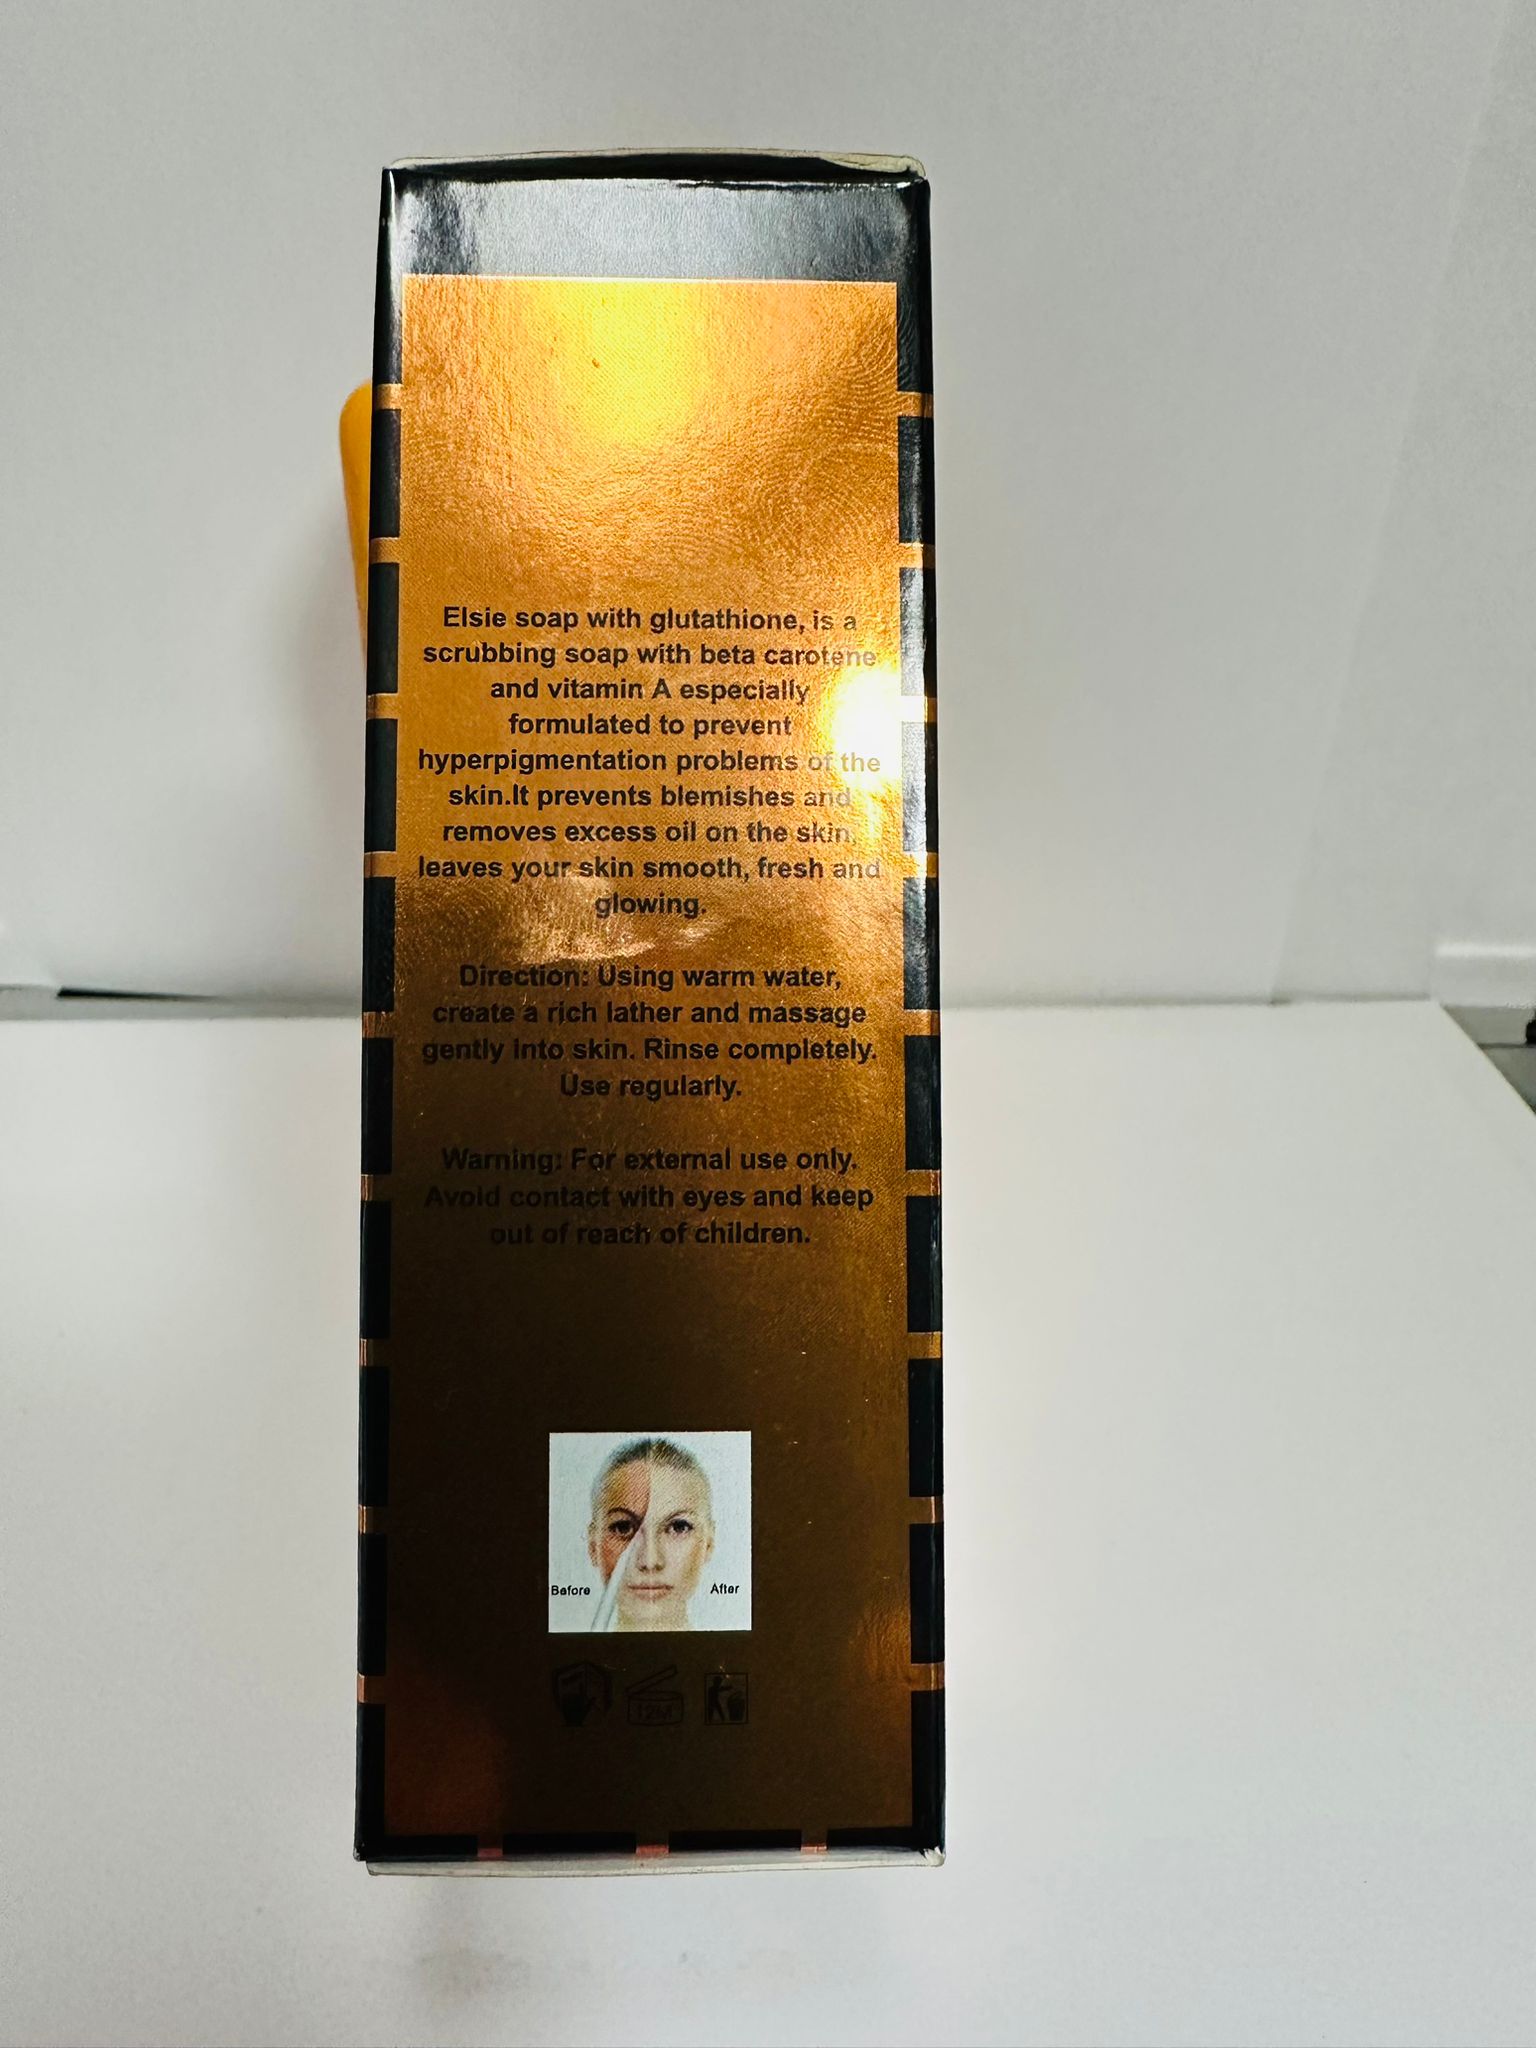 Elsie soap with glutathione, is a
scrubbing soap with beta carotene
and vitamin A especially
formulated to prevent
hyperpigmentation problems of the
skin.It prevents blemishes and
removes excess oil on the skin,
leaves your skin smooth, fresh and
glowing.
Direction: Using warm water,
create a rich lather and massage
gently into skin. Rinse completely.
Use regularly.
Warning: For external use only.
Avoid contact with eyes and keep
out of reach of children.
Before
After
12M